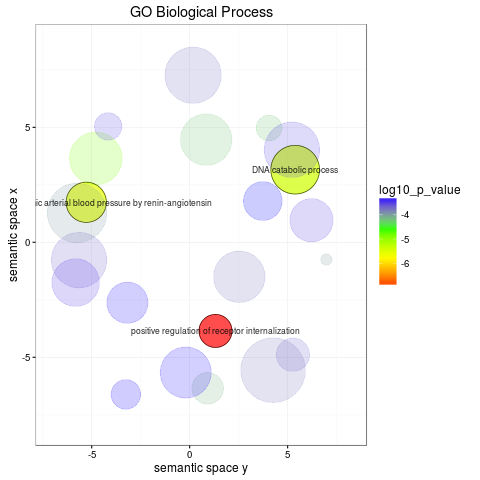 GO Biological Process
5
0
-5
-5
0
5
semantic space x
semantic space y
DNA catabolic process
ic arterial blood pressure by renin-angiotensin
positive regulation of receptor internalization
log10_p_value
-4
-5
-6